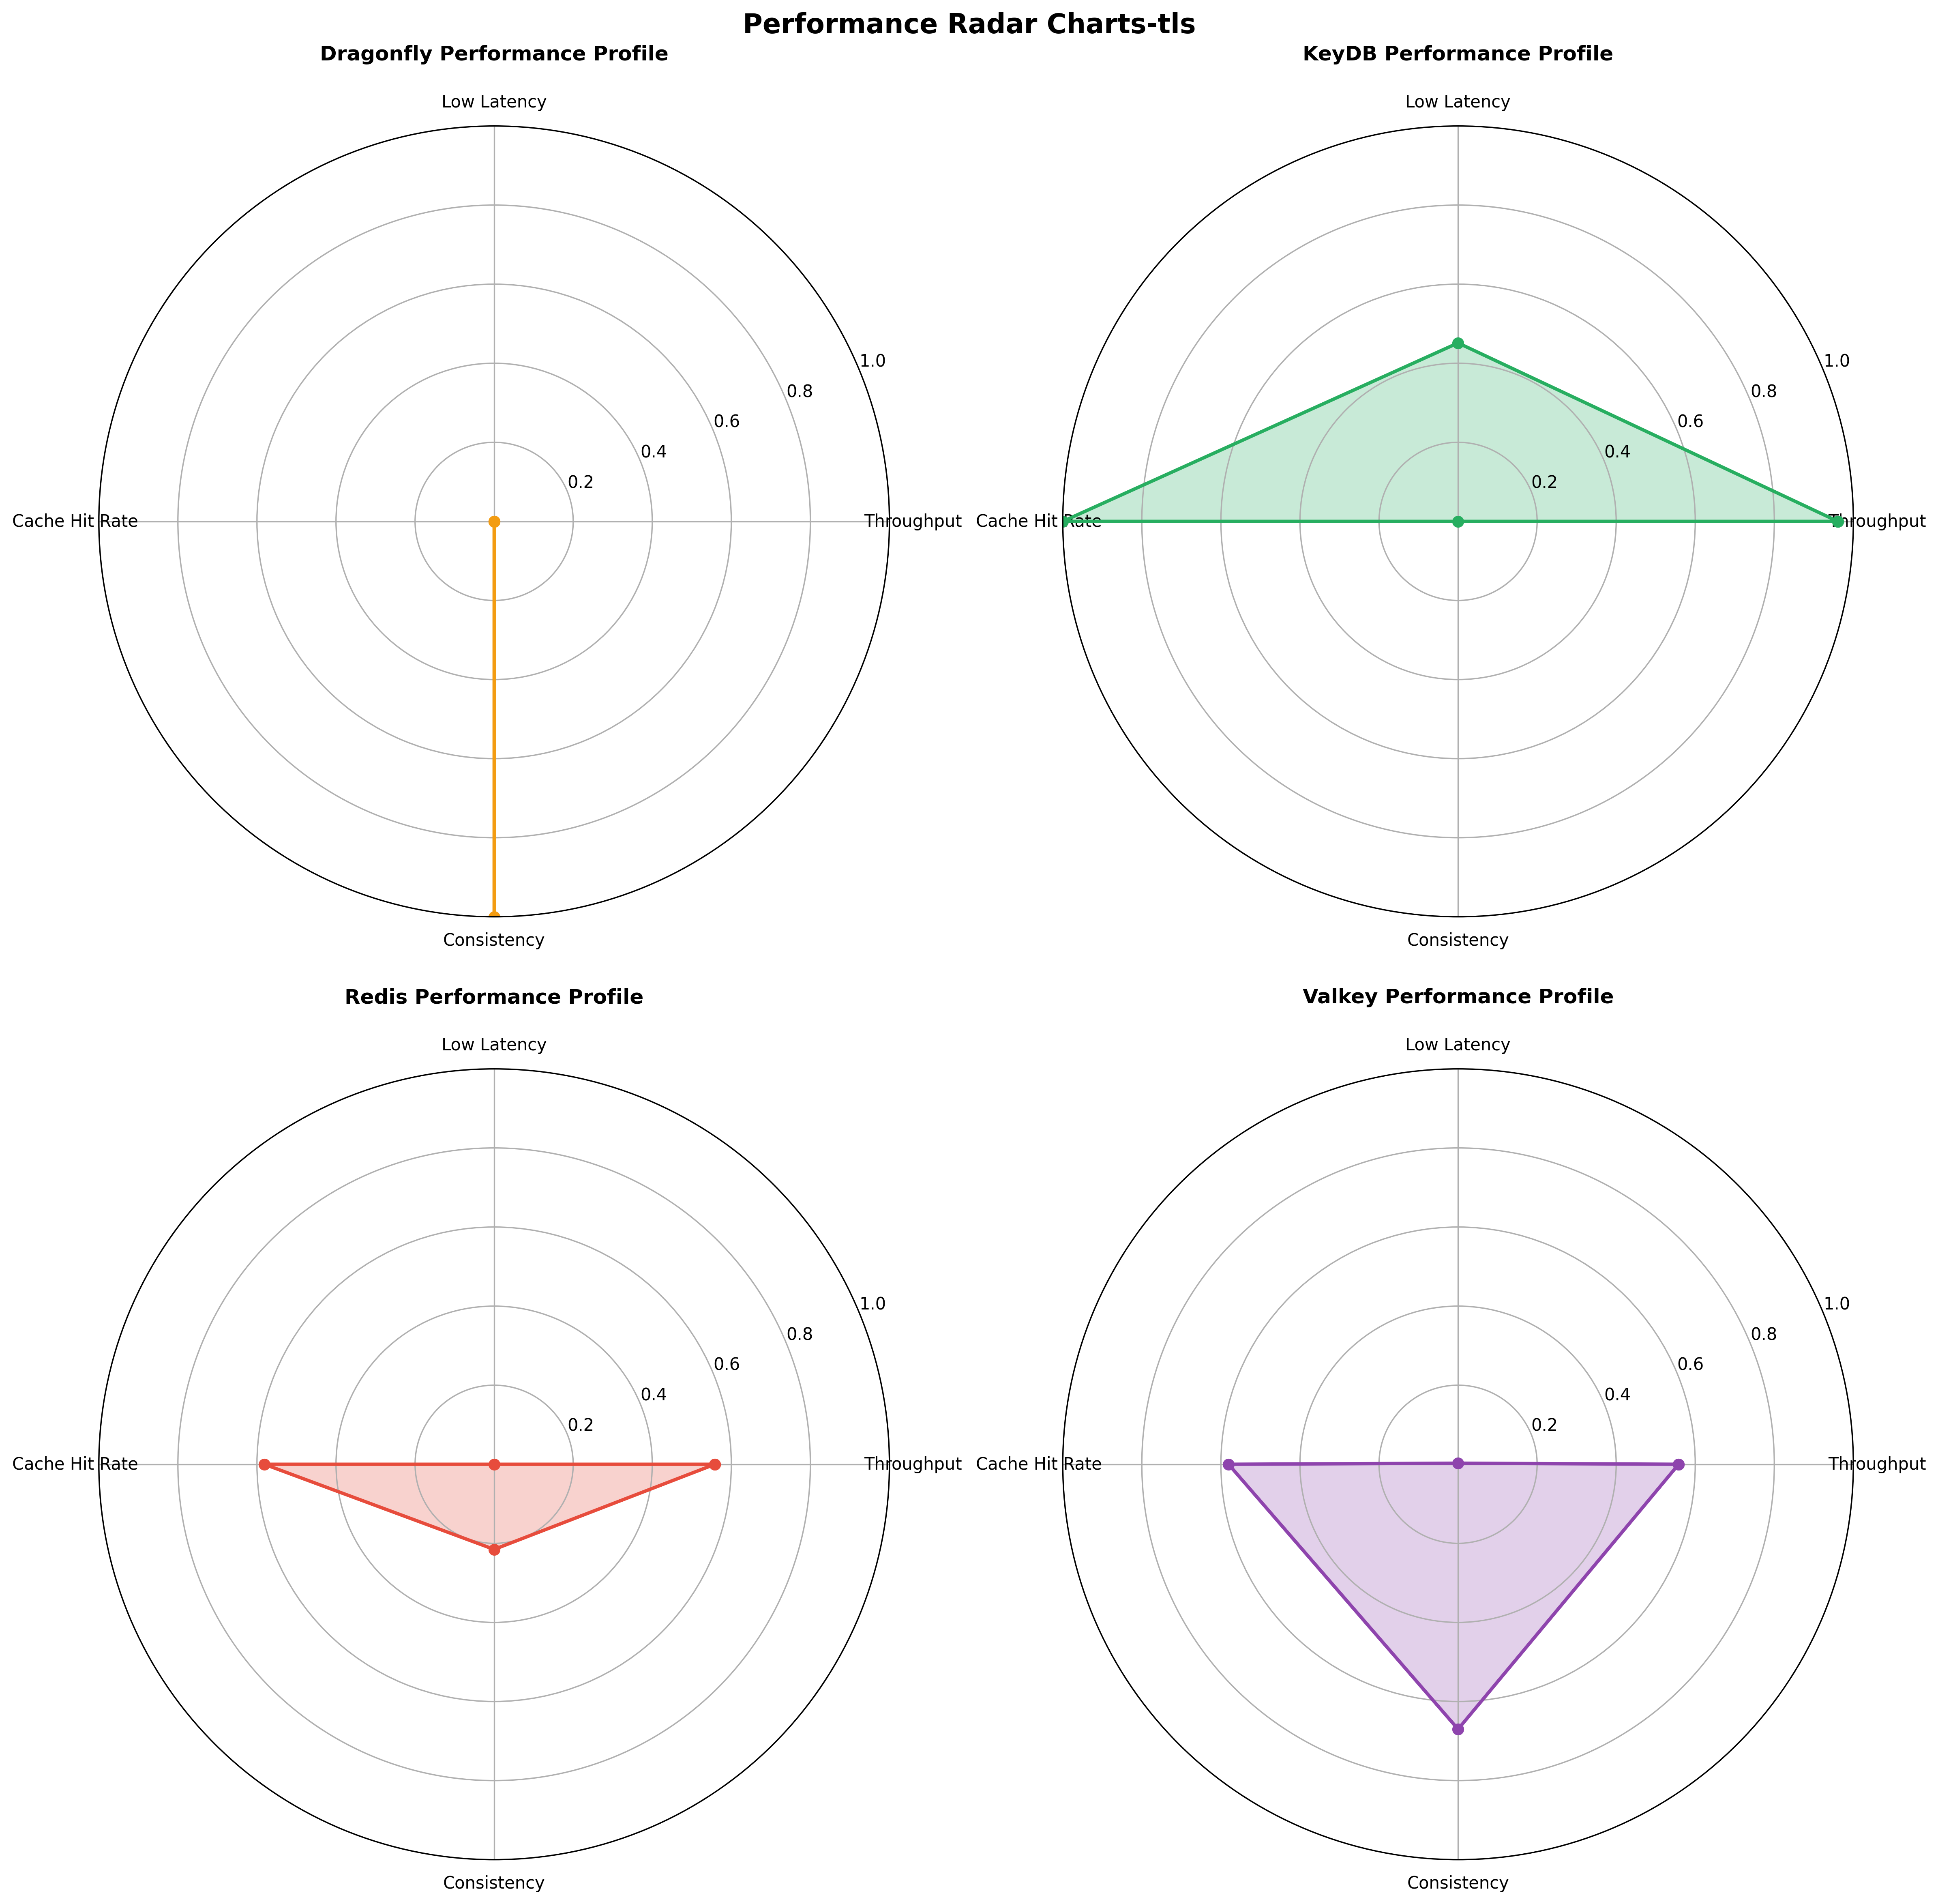 Performance Radar Charts-tls
Dragonfly Performance Profile
Low Latency
1.0
0.8
0.6
0.4
0.2
Cache Hit Rate
Throughput
Consistency
KeyDB Performance Profile
Low Latency
1.0
0.8
0.6
0.4
0.2
Cache Hit Rate
Throughput
Consistency
Redis Performance Profile
Low Latency
1.0
0.8
0.6
0.4
0.2
Cache Hit Rate
Throughput
Consistency
Valkey Performance Profile
Low Latency
1.0
0.8
0.6
0.4
0.2
Cache Hit Rate
Throughput
Consistency